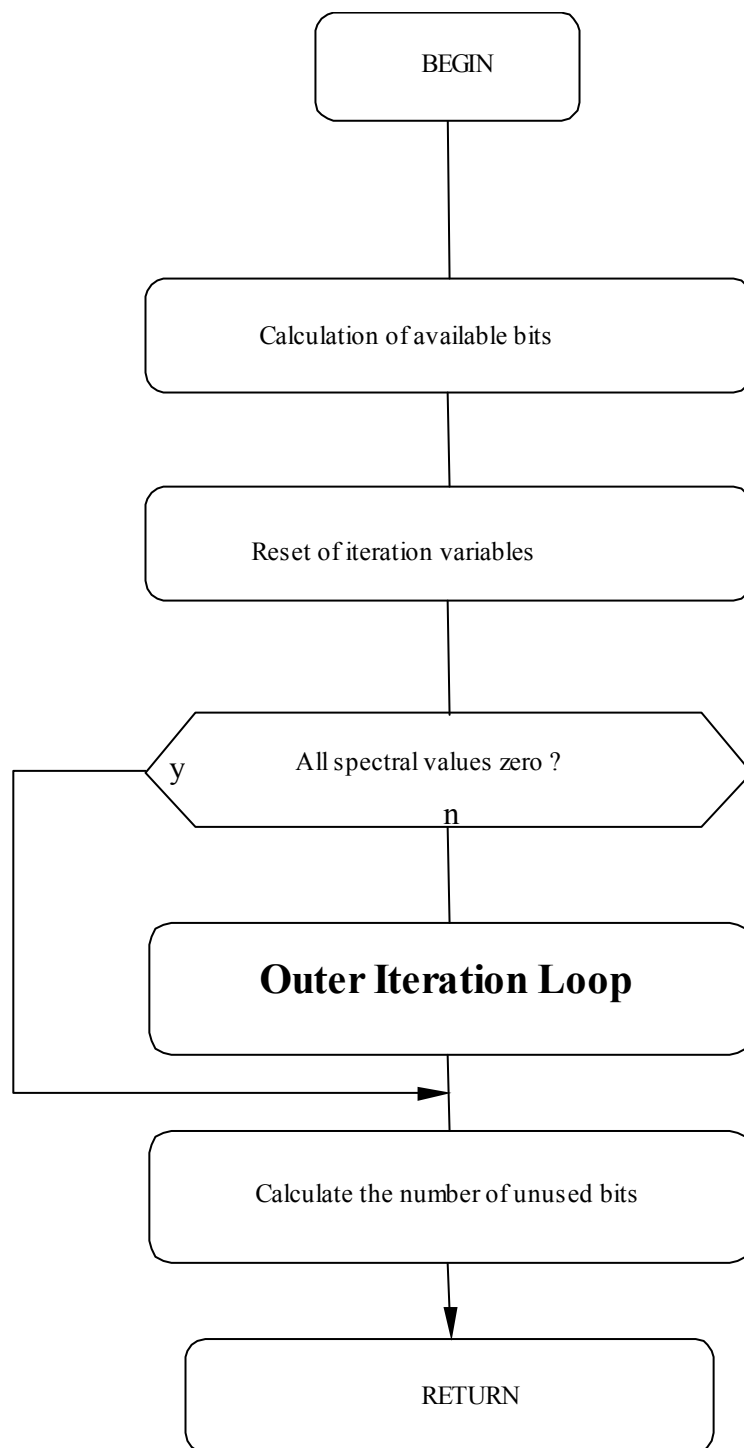 BEGIN
Calculation of available bits
Reset of iteration variables
All spectral values zero ?
y
n
Outer Iteration Loop
Calculate the number of unused bits
RETURN